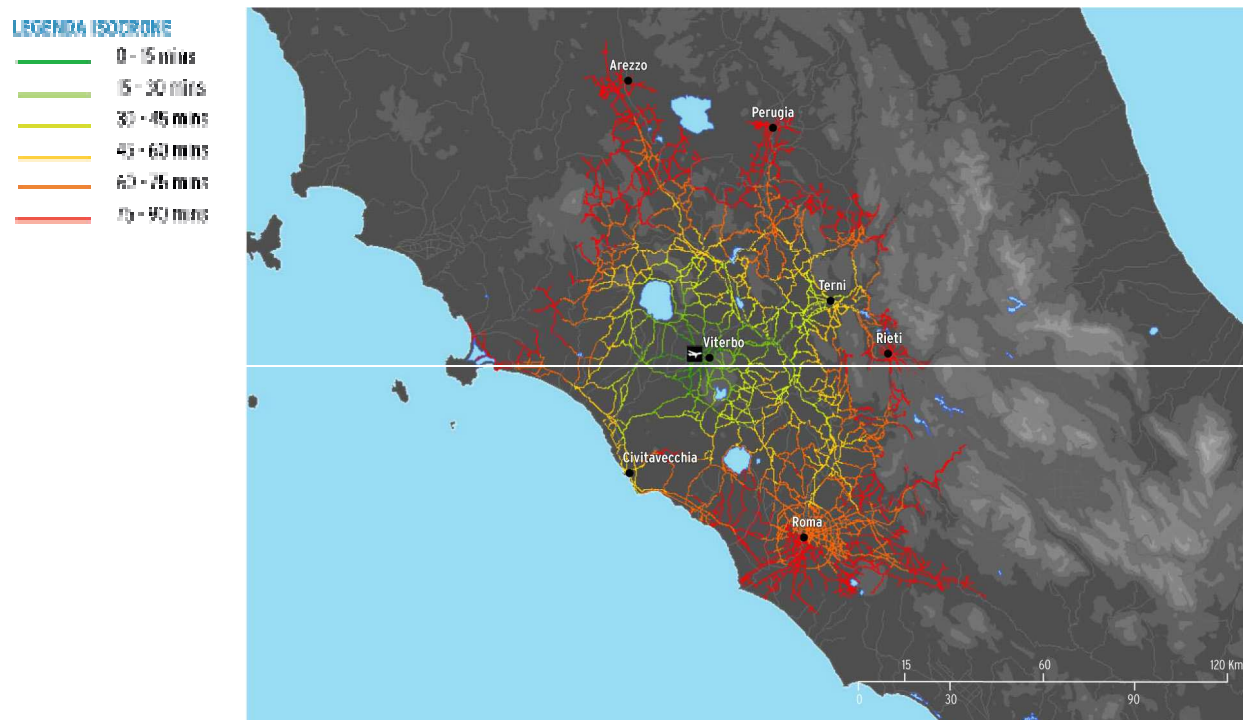 LEGENDA ISOCRONE
0 - 15 mins
15 - 30 mins
30 - 45 mins
45 - 60 mins
60 - 75 mins
75 - 90 mins
Arezzo
Perugia
Terni
Viterbo
Rieti
Civitavecchia
Roma
15 60 120 Km
0 30 90